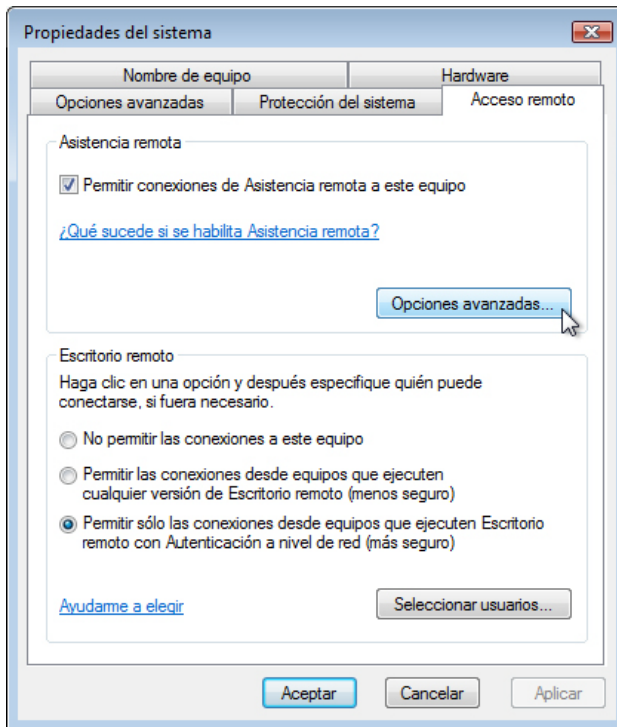 Propiedades del sistema
Nombre de equipo
Hardware
Opciones avanzadas
Protección del sistema
Acceso remoto
Asistencia remota
Permitir conexiones de Asistencia remota a este equipo
¿Qué sucede si se habilita Asistencia remota?
Opciones avanzadas...
Escritorio remoto
Haga clic en una opción y después especifique quién puede
conectarse, si fuera necesario.
No permitir las conexiones a este equipo
Permitir las conexiones desde equipos que ejecuten
cualquier versión de Escritorio remoto (menos seguro)
Permitir sólo las conexiones desde equipos que ejecuten Escritorio
remoto con Autenticación a nivel de red (más seguro)
Ayudarme a elegir
Seleccionar usuarios...
Aceptar
Cancelar
Aplicar